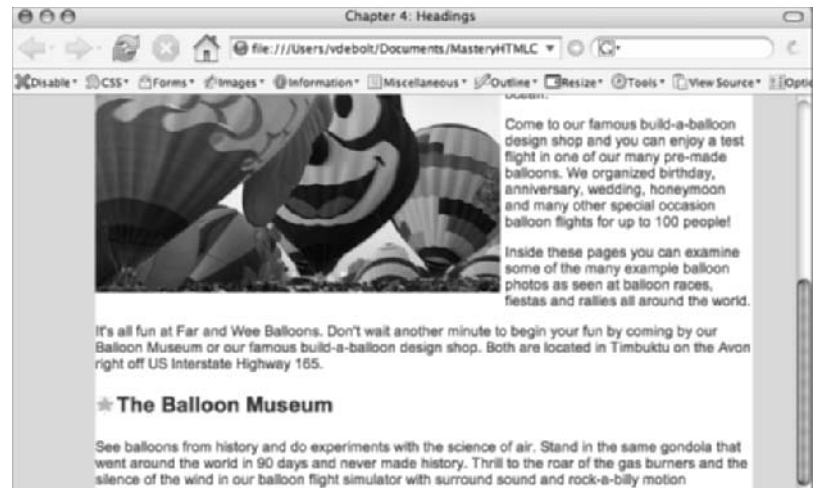 Chapter 4: Headings
file:///Users/vdebolt/Documents/MasteryHTMLC
Disable CSS Forms Images Information Miscellaneous Outline Resize Tools View Source Optic
ocean.
Come to our famous build-a-balloon
design shop and you can enjoy a test
flight in one of our many pre-made
balloons. We organized birthday,
anniversary, wedding, honeymoon
and many other special occasion
balloon flights for up to 100 people!
Inside these pages you can examine
some of the many example balloon
photos as seen at balloon races,
fiestas and rallies all around the world.
It's all fun at Far and Wee Balloons. Don't wait another minute to begin your fun by coming by our
Balloon Museum or our famous build-a-balloon design shop. Both are located in Timbuktu on the Avon
right off US Interstate Highway 165.
The Balloon Museum
See balloons from history and do experiments with the science of air. Stand in the same gondola that
went around the world in 90 days and never made history. Thrill to the roar of the gas burners and the
silence of the wind in our balloon flight simulator with surround sound and rock-a-billy motion